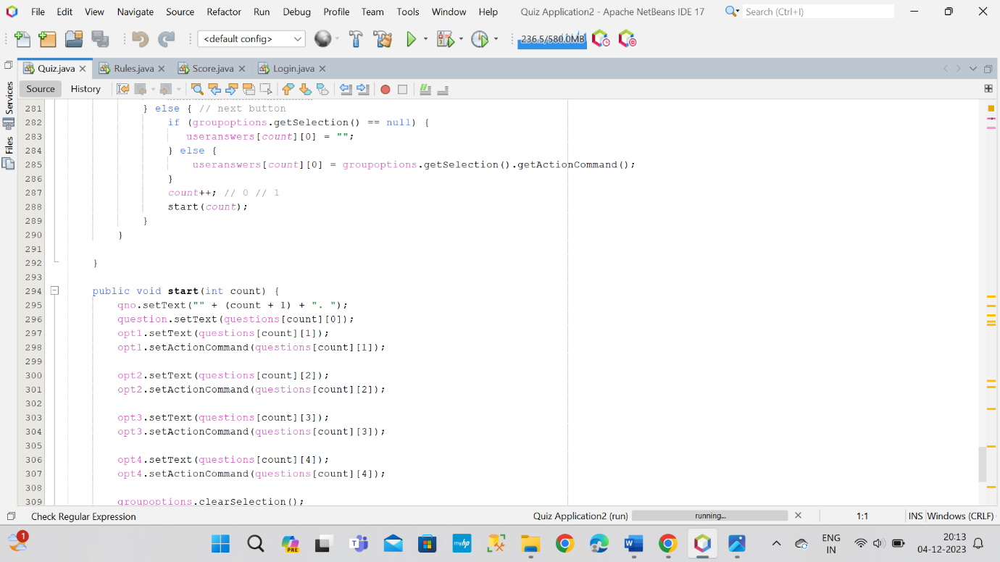 File Edit View Navigate Source Refactor Run Debug Profile Team Tools Window Help Quiz Application2 - Apache NetBeans IDE 17 Search (Ctrl+I)
<default config> 236.5/580.0MB
Quiz.java Rules.java Score.java Login.java
Source History
Services
Files
281 } else { // next button
282 if (groupoptions.getSelection() == null) {
283 useranswers[count][0] = "";
284 } else {
285 useranswers[count][0] = groupoptions.getSelection().getActionCommand();
286 }
287 count++; // 0 // 1
288 start(count);
289 }
290 }
291
292 }
293
294 public void start(int count) {
295 qno.setText("" + (count + 1) + ". ");
296 question.setText(questions[count][0]);
297 opt1.setText(questions[count][1]);
298 opt1.setActionCommand(questions[count][1]);
299
300 opt2.setText(questions[count][2]);
301 opt2.setActionCommand(questions[count][2]);
302
303 opt3.setText(questions[count][3]);
304 opt3.setActionCommand(questions[count][3]);
305
306 opt4.setText(questions[count][4]);
307 opt4.setActionCommand(questions[count][4]);
308
309 groupoptions.clearSelection();
Check Regular Expression Quiz Application2 (run) running... 1:1 INS Windows (CRLF)
1 PRE myhp W ENG IN 20:13
04-12-2023